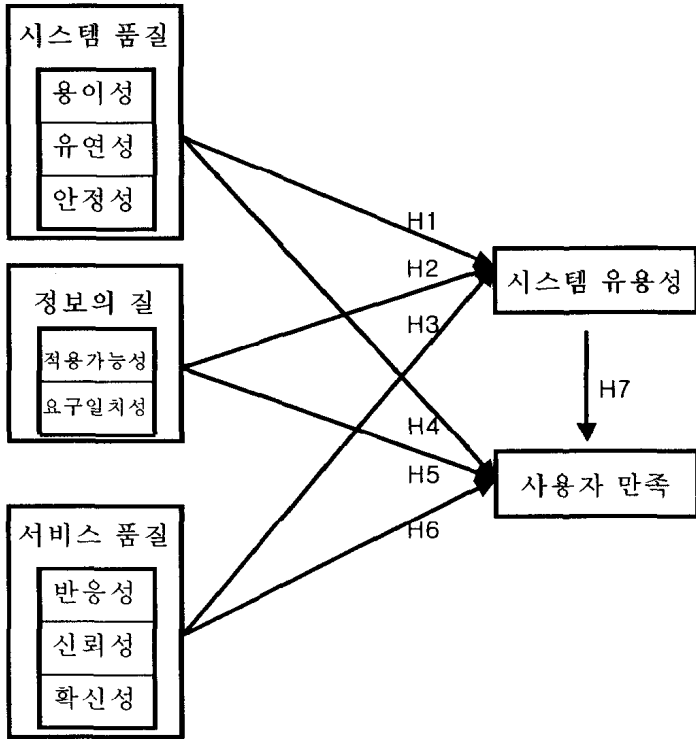 시스템 품질
용이성
유연성
안정성
정보의 질
적용가능성
요구일치성
서비스 품질
반응성
신뢰성
확신성
H1
H2
H3
H4
H5
H6
시스템 유용성
H7
사용자 만족